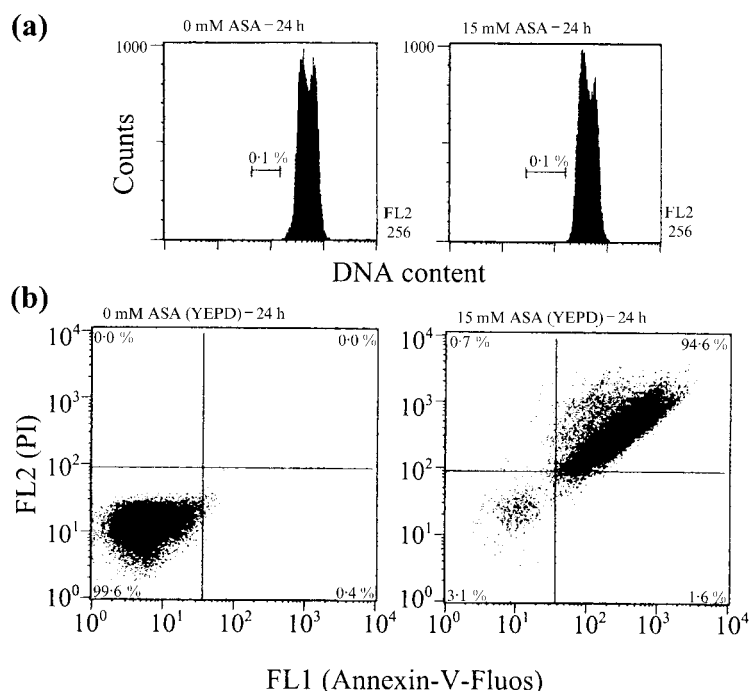 (a)
0 mM ASA – 24 h
15 mM ASA – 24 h
1000
1000
Counts
0·1 %
0·1 %
FL2
256
FL2
256
DNA content
(b)
0 mM ASA (YEPD) – 24 h
15 mM ASA (YEPD) – 24 h
10⁴
0·0 %
0·0 %
10⁴
0·7 %
94·6 %
10³
10³
FL2 (PI)
10²
10²
10¹
10¹
10⁰
99·6 %
0·4 %
10⁰
3·1 %
1·6 %
10⁰ 10¹ 10² 10³ 10⁴
10⁰ 10¹ 10² 10³ 10⁴
FL1 (Annexin-V-Fluos)